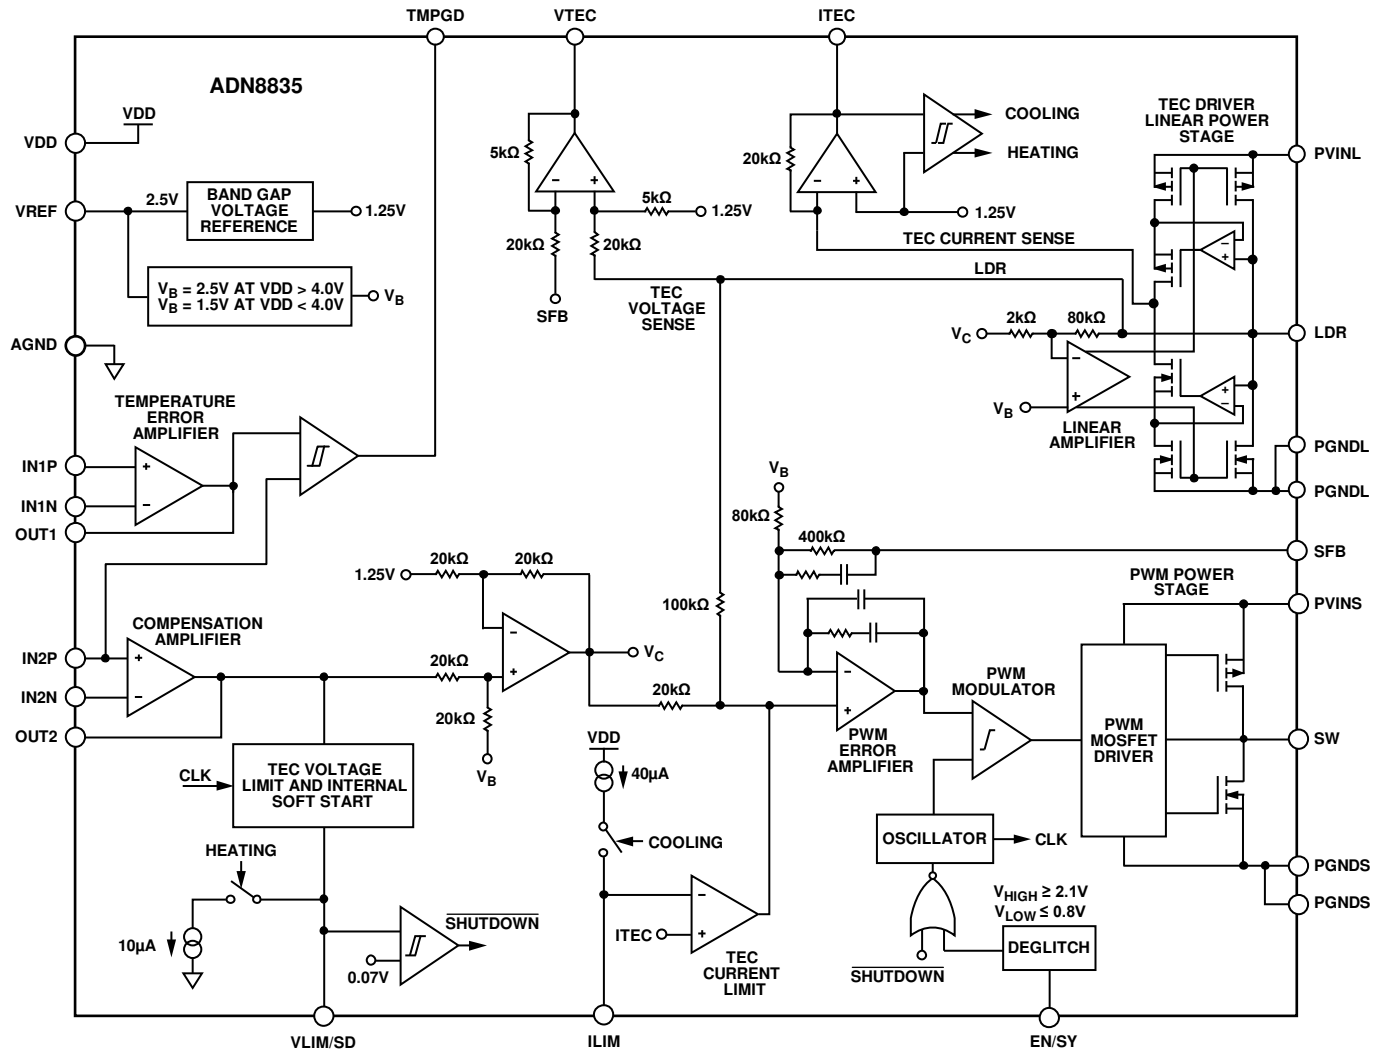 TMPGD
VTEC
ITEC
ADN8835
VDD
VDD
VREF
2.5V
BAND GAP
VOLTAGE
REFERENCE
1.25V
VB = 2.5V AT VDD > 4.0V
VB = 1.5V AT VDD < 4.0V
VB
AGND
5kΩ
5kΩ
1.25V
20kΩ
20kΩ
SFB
TEC
VOLTAGE
SENSE
20kΩ
COOLING
HEATING
1.25V
TEC CURRENT SENSE
LDR
TEC DRIVER
LINEAR POWER
STAGE
PVINL
VC
2kΩ
80kΩ
VB
LINEAR
AMPLIFIER
LDR
PGNDL
PGNDL
TEMPERATURE
ERROR
AMPLIFIER
IN1P
IN1N
OUT1
COMPENSATION
AMPLIFIER
IN2P
IN2N
OUT2
1.25V
20kΩ
20kΩ
20kΩ
20kΩ
VB
VC
20kΩ
100kΩ
VB
80kΩ
400kΩ
SFB
PWM POWER
STAGE
PVINS
PWM
MODULATOR
PWM
ERROR
AMPLIFIER
PWM
MOSFET
DRIVER
SW
CLK
TEC VOLTAGE
LIMIT AND INTERNAL
SOFT START
VDD
40μA
COOLING
OSCILLATOR
CLK
HEATING
10μA
0.07V
SHUTDOWN
ITEC
TEC
CURRENT
LIMIT
SHUTDOWN
VHIGH ≥ 2.1V
VLOW ≤ 0.8V
DEGLITCH
PGNDS
PGNDS
VLIM/SD
ILIM
EN/SY